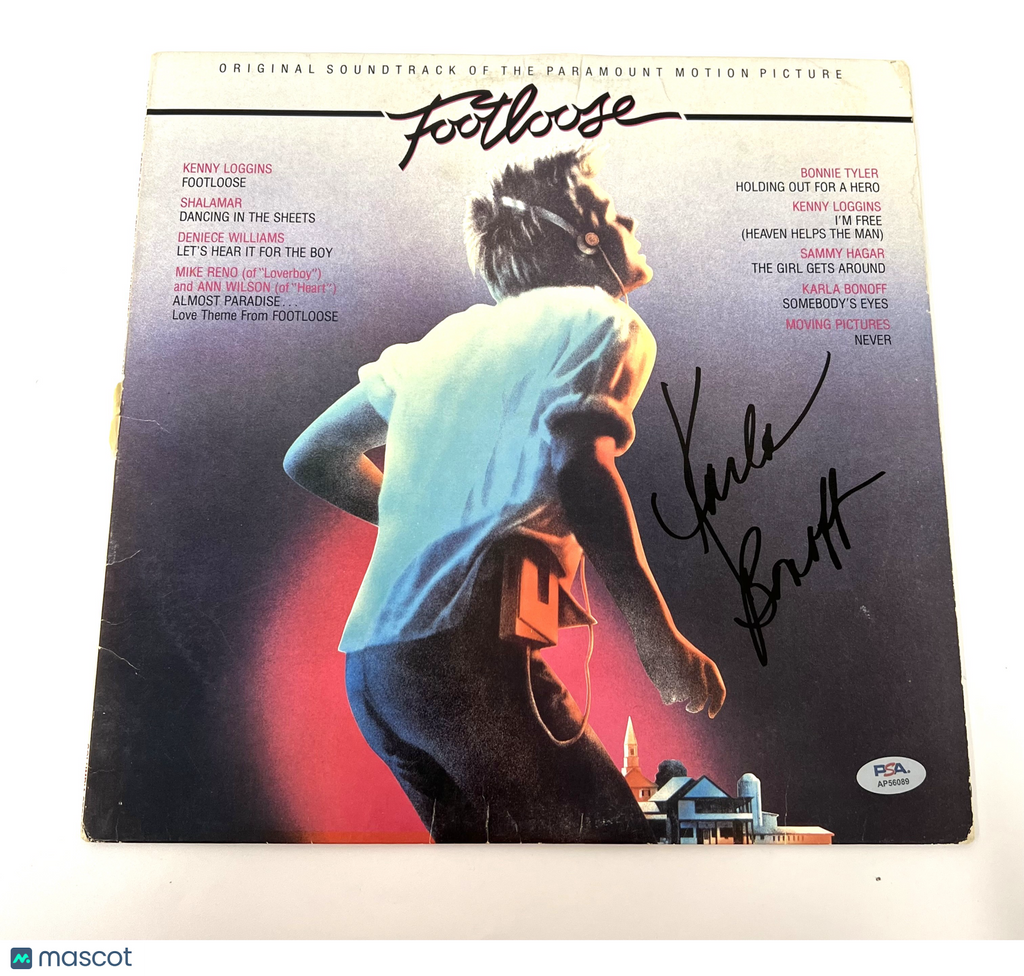 ORIGINAL SOUNDTRACK OF THE PARAMOUNT MOTION PICTURE
Footloose
KENNY LOGGINS
FOOTLOOSE
SHALAMAR
DANCING IN THE SHEETS
DENIECE WILLIAMS
LET'S HEAR IT FOR THE BOY
MIKE RENO (of "Loverboy")
and ANN WILSON (of "Heart")
ALMOST PARADISE...
Love Theme From FOOTLOOSE
BONNIE TYLER
HOLDING OUT FOR A HERO
KENNY LOGGINS
I'M FREE
(HEAVEN HELPS THE MAN)
SAMMY HAGAR
THE GIRL GETS AROUND
KARLA BONOFF
SOMEBODY'S EYES
MOVING PICTURES
NEVER
Karla
Bonoff
PSA.
AP56089
mascot